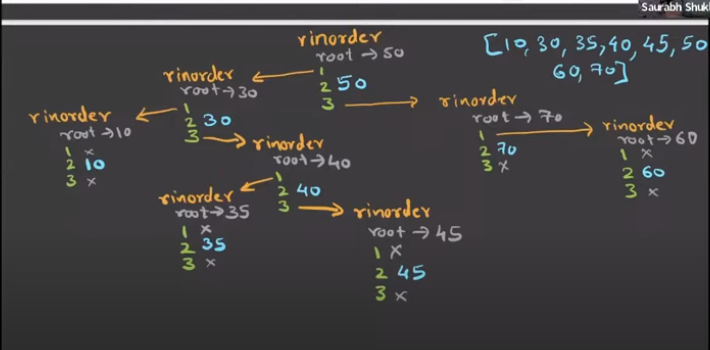 Saurabh Shukl
rinorder
root → 50
1
2 50
3
[10, 30, 35, 40, 45, 50
60, 70]
rinorder
root → 30
1
2 30
3
rinorder
root → 10
1 x
2 10
3 x
rinorder
root → 40
1
2 40
3
rinorder
root → 35
1 x
2 35
3 x
rinorder
root → 45
1 x
2 45
3 x
rinorder
root → 70
1
2 70
3 x
rinorder
root → 60
1 x
2 60
3 x